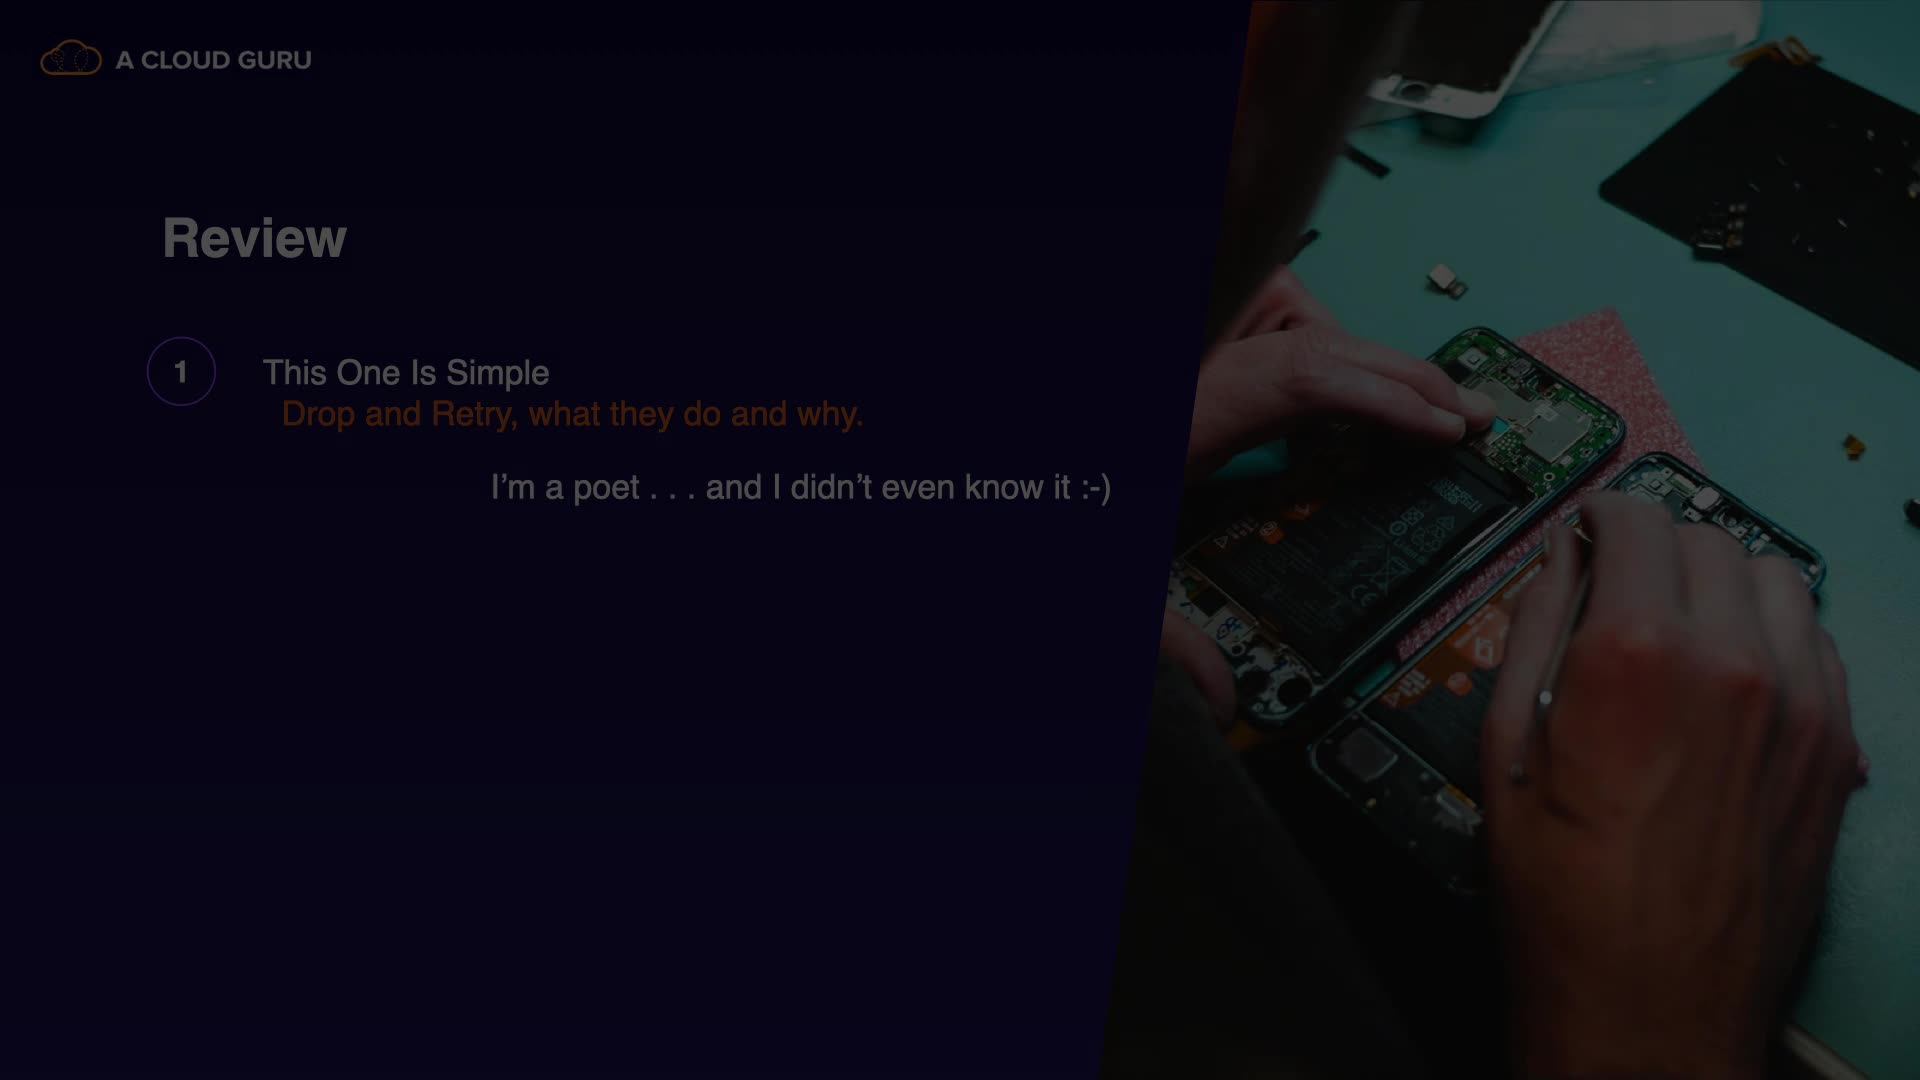 A CLOUD GURU
Review
1
This One Is Simple
Drop and Retry, what they do and why.
I’m a poet . . . and I didn’t even know it :-)